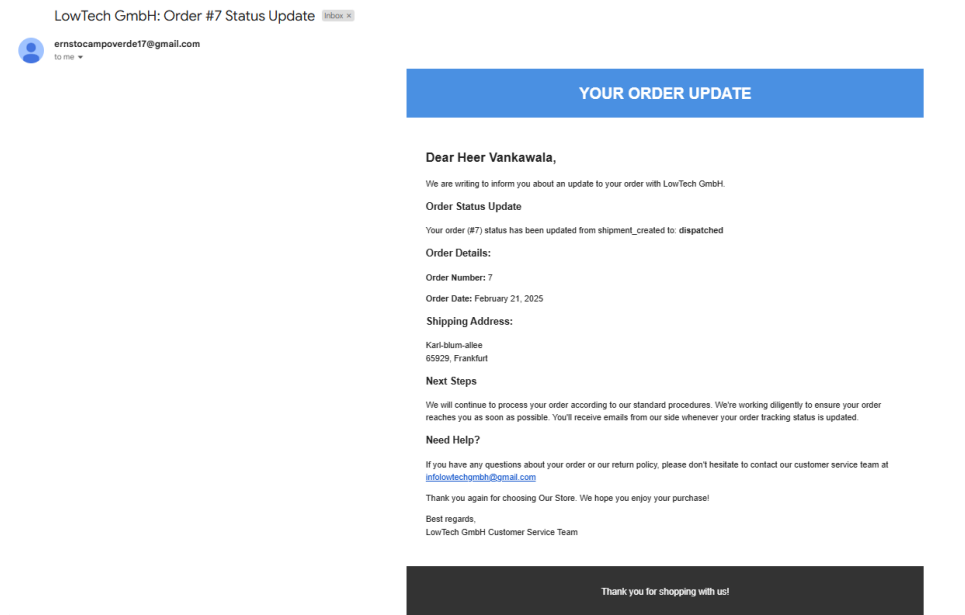 LowTech GmbH: Order #7 Status Update Inbox ×
ernstocampoverde17@gmail.com
to me
YOUR ORDER UPDATE
Dear Heer Vankawala,
We are writing to inform you about an update to your order with LowTech GmbH.
Order Status Update
Your order (#7) status has been updated from shipment_created to: dispatched
Order Details:
Order Number: 7
Order Date: February 21, 2025
Shipping Address:
Karl-blum-allee
65929, Frankfurt
Next Steps
We will continue to process your order according to our standard procedures. We're working diligently to ensure your order
reaches you as soon as possible. You'll receive emails from our side whenever your order tracking status is updated.
Need Help?
If you have any questions about your order or our return policy, please don't hesitate to contact our customer service team at
infolowtechgmbh@gmail.com
Thank you again for choosing Our Store. We hope you enjoy your purchase!
Best regards,
LowTech GmbH Customer Service Team
Thank you for shopping with us!